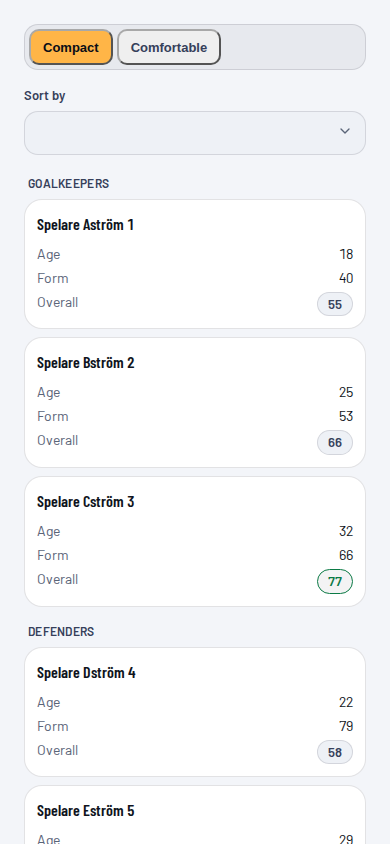 Compact Comfortable
Sort by
GOALKEEPERS
Spelare Aström 1
Age 18
Form 40
Overall 55
Spelare Bström 2
Age 25
Form 53
Overall 66
Spelare Cström 3
Age 32
Form 66
Overall 77
DEFENDERS
Spelare Dström 4
Age 22
Form 79
Overall 58
Spelare Eström 5
Age 29